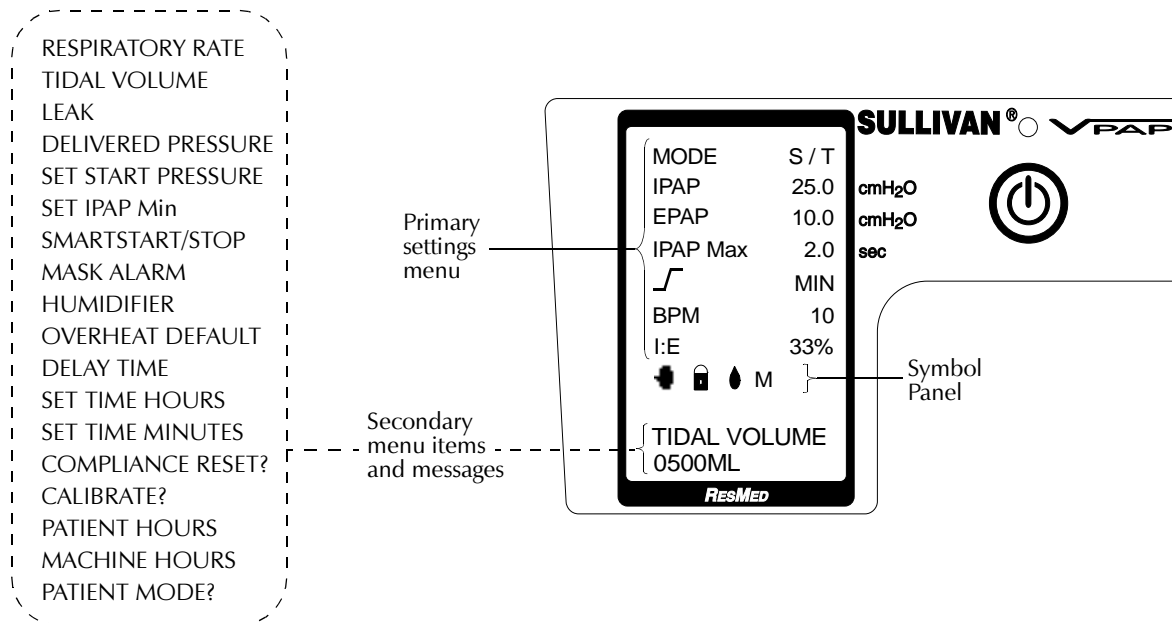 RESPIRATORY RATE
TIDAL VOLUME
LEAK
DELIVERED PRESSURE
SET START PRESSURE
SET IPAP Min
SMARTSTART/STOP
MASK ALARM
HUMIDIFIER
OVERHEAT DEFAULT
DELAY TIME
SET TIME HOURS
SET TIME MINUTES
COMPLIANCE RESET?
CALIBRATE?
PATIENT HOURS
MACHINE HOURS
PATIENT MODE?
Primary
settings
menu
Secondary
menu items
and messages
SULLIVAN ® VPAP
MODE S / T
IPAP 25.0 cmH₂O
EPAP 10.0 cmH₂O
IPAP Max 2.0 sec
MIN
BPM 10
I:E 33%
M
Symbol
Panel
TIDAL VOLUME
0500ML
RESMED